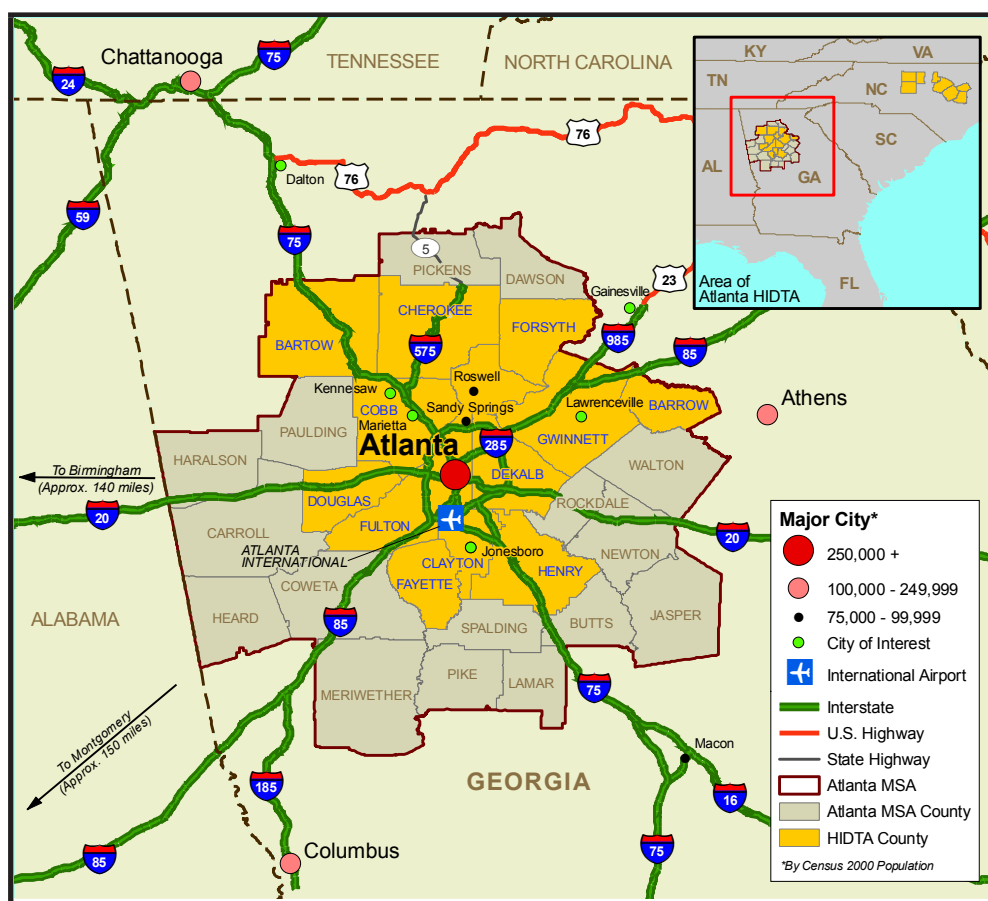 Chattanooga
TENNESSEE
NORTH CAROLINA
75
24
76
76
Dalton
59
75
5
PICKENS
DAWSON
Gainesville
23
CHEROKEE
FORSYTH
BARTOW
575
985
85
Kennesaw
Roswell
COBB
Marietta
Sandy Springs
Lawrenceville
BARROW
Athens
PAULDING
Atlanta
285
GWINNETT
HARALSON
To Birmingham
(Approx. 140 miles)
DEKALB
WALTON
DOUGLAS
ROCKDALE
20
FULTON
20
CARROLL
ATLANTA
INTERNATIONAL
CLAYTON
Jonesboro
NEWTON
COWETA
FAYETTE
HENRY
ALABAMA
HEARD
85
SPALDING
BUTTS
JASPER
PIKE
LAMAR
MERIWETHER
75
To Montgomery
(Approx. 150 miles)
Macon
GEORGIA
185
16
Columbus
85
75
KY
VA
TN
NC
SC
AL
GA
FL
Area of
Atlanta HIDTA
Major City*
250,000 +
100,000 - 249,999
75,000 - 99,999
City of Interest
International Airport
Interstate
U.S. Highway
State Highway
Atlanta MSA
Atlanta MSA County
HIDTA County
*By Census 2000 Population